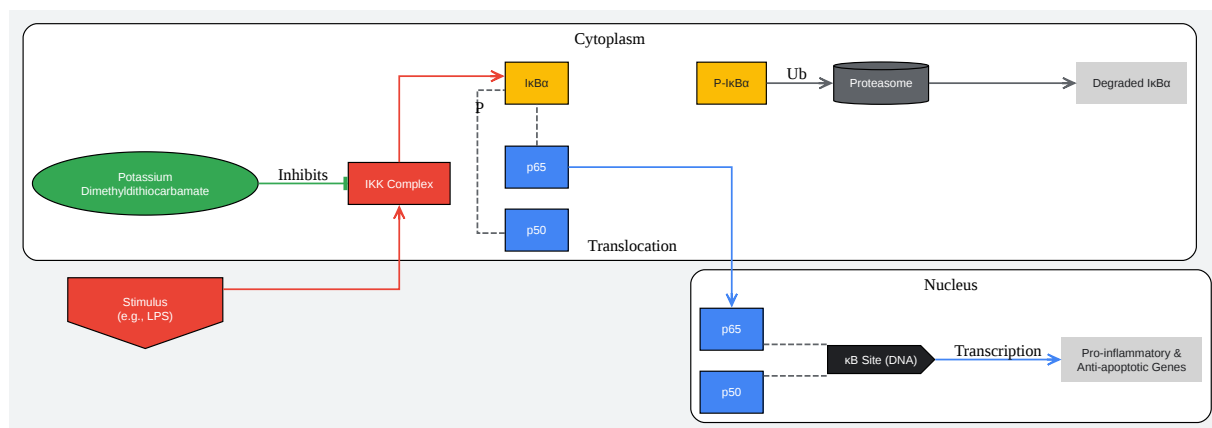 Cytoplasm
IκBα
P-IκBα
Ub
Proteasome
Degraded IκBα
P
Potassium
Dimethyldithiocarbamate
Inhibits
IKK Complex
p65
p50
Translocation
Stimulus
(e.g., LPS)
Nucleus
p65
κB Site (DNA)
Transcription
Pro-inflammatory &
Anti-apoptotic Genes
p50